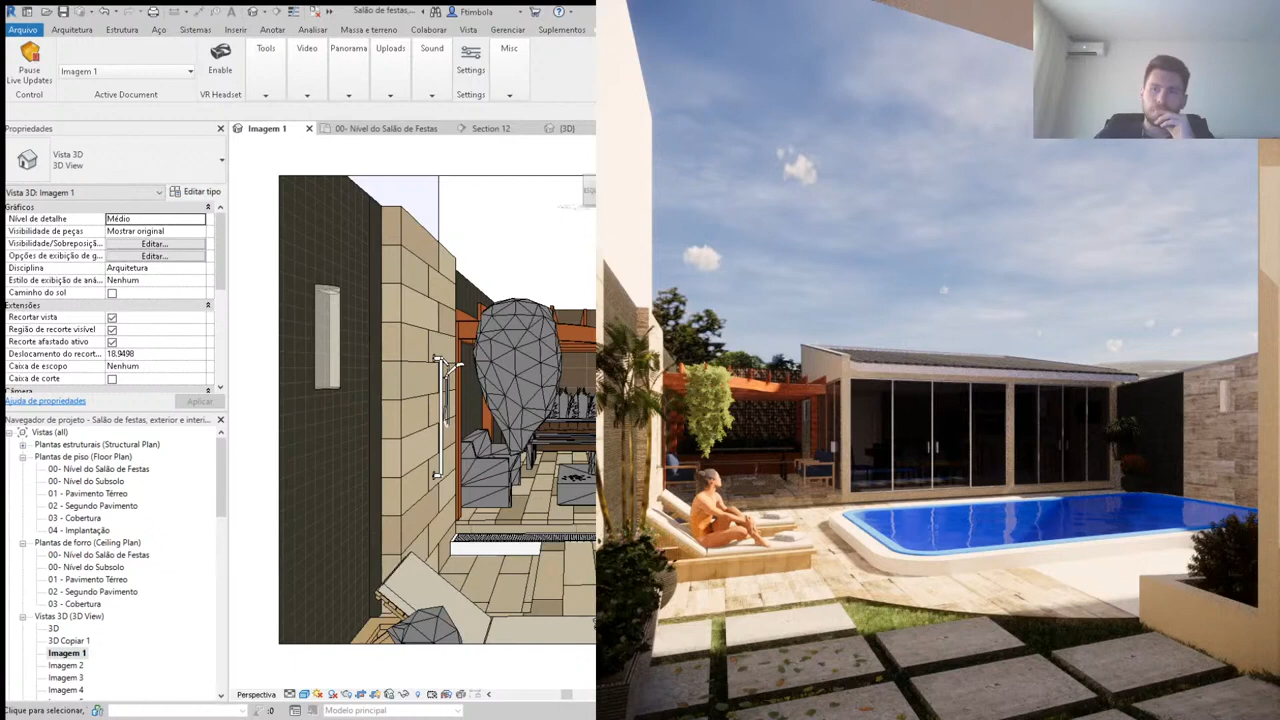 Salão de festas,...
Ftimbola
Arquivo Arquitetura Estrutura Aço Sistemas Inserir Anotar Analisar Massa e terreno Colaborar Vista Gerenciar Suplementos
Pause
Live Updates
Control
Imagem 1
Active Document
Enable
VR Headset
Tools Video Panorama Uploads Sound
Settings
Settings
Misc
Propriedades
Imagem 1 00- Nível do Salão de Festas Section 12 {3D}
Vista 3D
3D View
Vista 3D: Imagem 1 Editar tipo
Gráficos
Nível de detalhe Médio
Visibilidade de peças Mostrar original
Visibilidade/Sobreposiçã... Editar...
Opções de exibição de g... Editar...
Disciplina Arquitetura
Estilo de exibição de aná... Nenhum
Caminho do sol
Extensões
Recortar vista
Região de recorte visível
Recorte afastado ativo
Deslocamento do recort... 18.9498
Caixa de escopo Nenhum
Caixa de corte
Câmera
Ajuda de propriedades Aplicar
Navegador de projeto - Salão de festas, exterior e interi...
Vistas (all)
Plantas estruturais (Structural Plan)
Plantas de piso (Floor Plan)
00- Nível do Salão de Festas
00- Nível do Subsolo
01 - Pavimento Térreo
02 - Segundo Pavimento
03 - Cobertura
04 - Implantação
Plantas de forro (Ceiling Plan)
00- Nível do Salão de Festas
00- Nível do Subsolo
01 - Pavimento Térreo
02 - Segundo Pavimento
03 - Cobertura
Vistas 3D (3D View)
3D
3D Copiar 1
Imagem 1
Imagem 2
Imagem 3
Imagem 4
Perspectiva
Clique para selecionar,
:0
Modelo principal